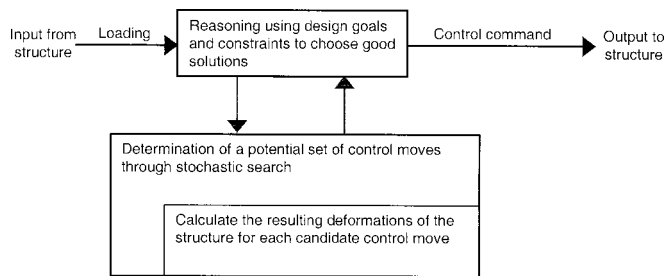 Input from
structure
Loading
Reasoning using design goals
and constraints to choose good
solutions
Control command
Output to
structure
Determination of a potential set of control moves
through stochastic search
Calculate the resulting deformations of the
structure for each candidate control move